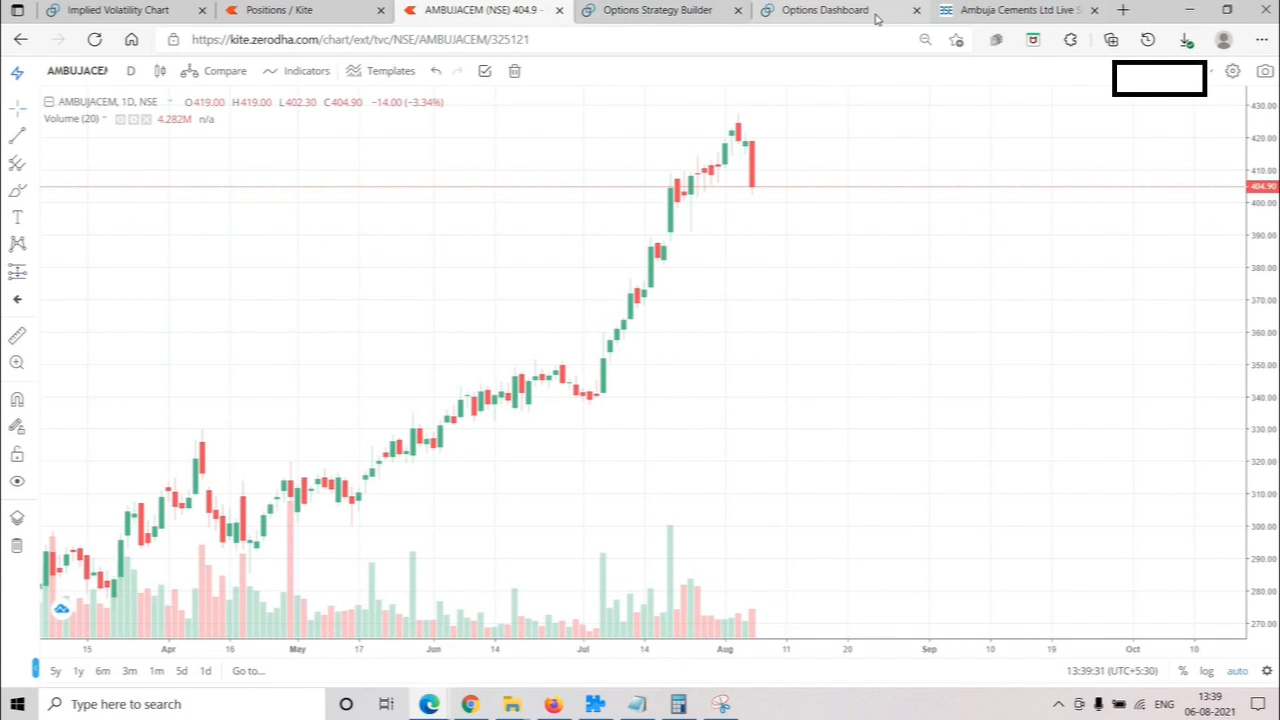 Implied Volatility Chart
Positions / Kite
AMBUJACEM (NSE) 404.9 -
Options Strategy Builder
Options Dashboard
Ambuja Cements Ltd Live S
https://kite.zerodha.com/chart/ext/tvc/NSE/AMBUJACEM/325121
AMBUJACEM
D
Compare
Indicators
Templates
AMBUJACEM, 1D, NSE O419.00 H419.00 L402.30 C404.90 −14.00 (−3.34%)
Volume (20) 4.282M n/a
430.00
420.00
410.00
404.90
400.00
390.00
380.00
370.00
360.00
350.00
340.00
330.00
320.00
310.00
300.00
290.00
280.00
270.00
15 Apr 16 May 17 Jun 14 Jul 14 Aug 11 20 Sep 10 19 Oct 10
5y 1y 6m 3m 1m 5d 1d Go to...
13:39:31 (UTC+5:30) % log auto
Type here to search
ENG
13:39
06-08-2021